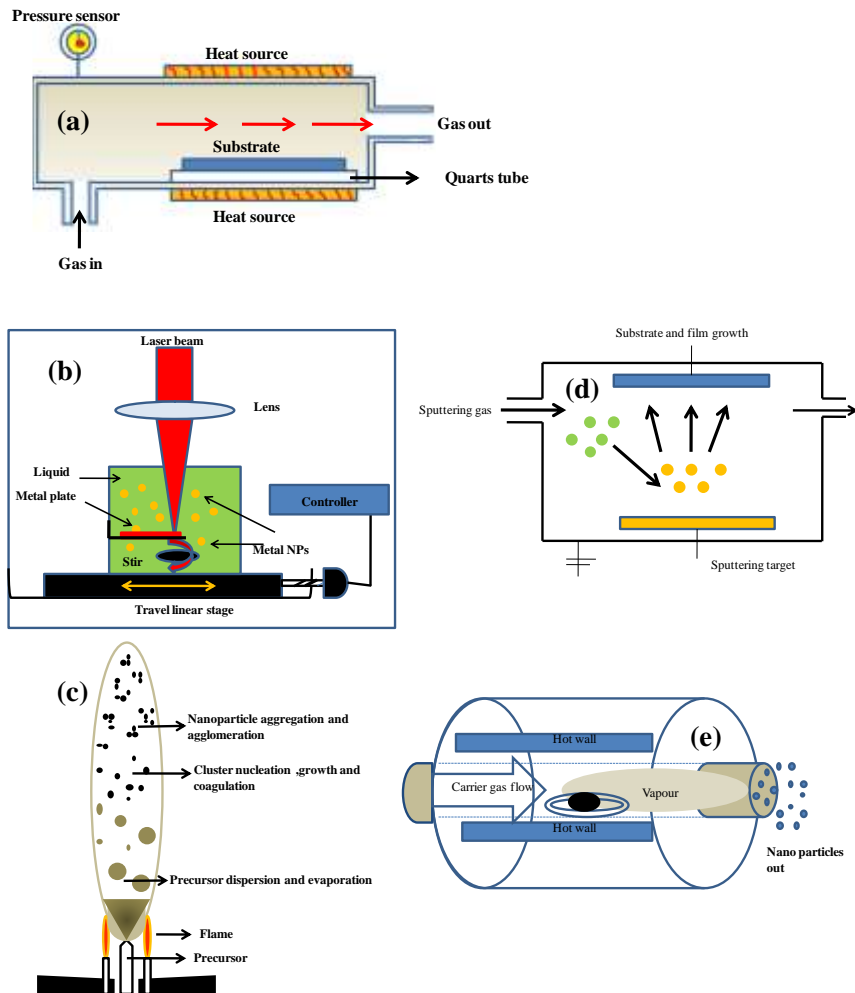 Pressure sensor
Heat source
(a)
Gas out
Substrate
Quarts tube
Heat source
Gas in
Laser beam
(b)
Lens
Liquid
Metal plate
Controller
Metal NPs
Stir
Travel linear stage
Substrate and film growth
(d)
Sputtering gas
Sputtering target
(c)
Nanoparticle aggregation and
agglomeration
Cluster nucleation ,growth and
coagulation
Precursor dispersion and evaporation
Flame
Precursor
(e)
Hot wall
Carrier gas flow
Vapour
Hot wall
Nano particles
out